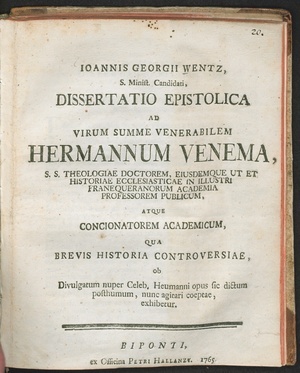 20.
IOANNIS GEORGII WENTZ,
S. Minist. Candidati,
DISSERTATIO EPISTOLICA
AD
VIRUM SUMME VENERABILEM
HERMANNUM VENEMA,
S. S. THEOLOGIAE DOCTOREM, EIUSDEMQUE UT ET
HISTORIAE ECCLESIASTICAE IN ILLUSTRI
FRANEQUERANORUM ACADEMIA
PROFESSOREM PUBLICUM,
ATQUE
CONCIONATOREM ACADEMICUM,
QUA
BREVIS HISTORIA CONTROVERSIAE,
ob
Divulgatum nuper Celeb, Heumanni opus sic dictum
posthumum, nunc agitari coeptae,
exhibetur.
BIPONTI,
ex Officina PETRI HALLANZY. 1765.